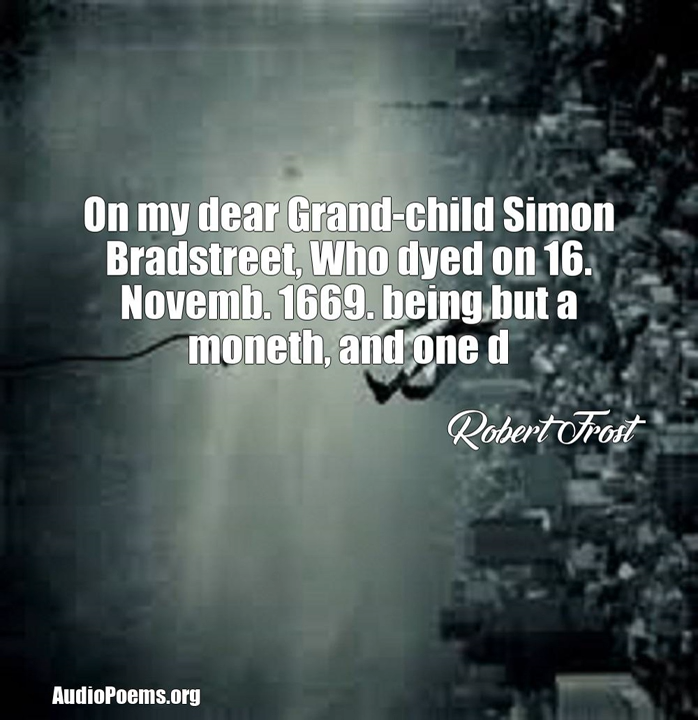 On my dear Grand-child Simon
Bradstreet, Who dyed on 16.
Novemb. 1669. being but a
moneth, and one d
Robert Frost
AudioPoems.org